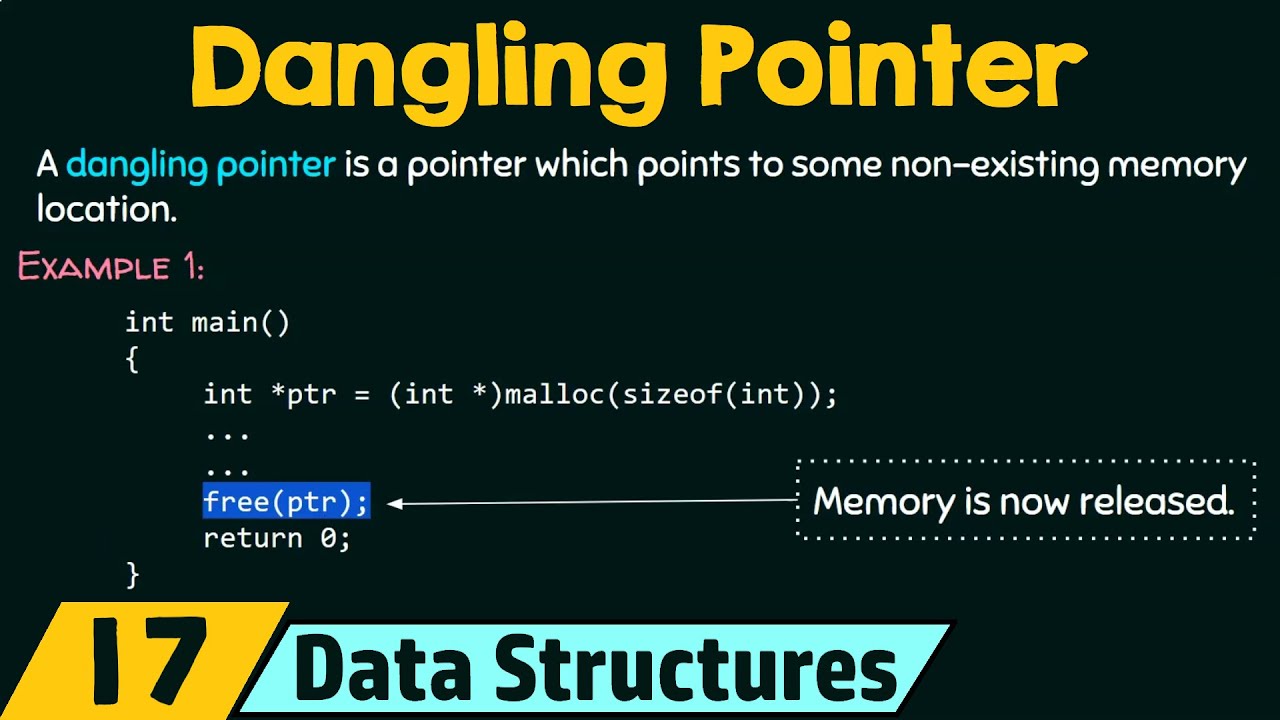 Dangling Pointer
A dangling pointer is a pointer which points to some non-existing memory
location.
Example 1:
int main()
{
int *ptr = (int *)malloc(sizeof(int));
...
...
free(ptr);
Memory is now released.
return 0;
}
17
Data Structures